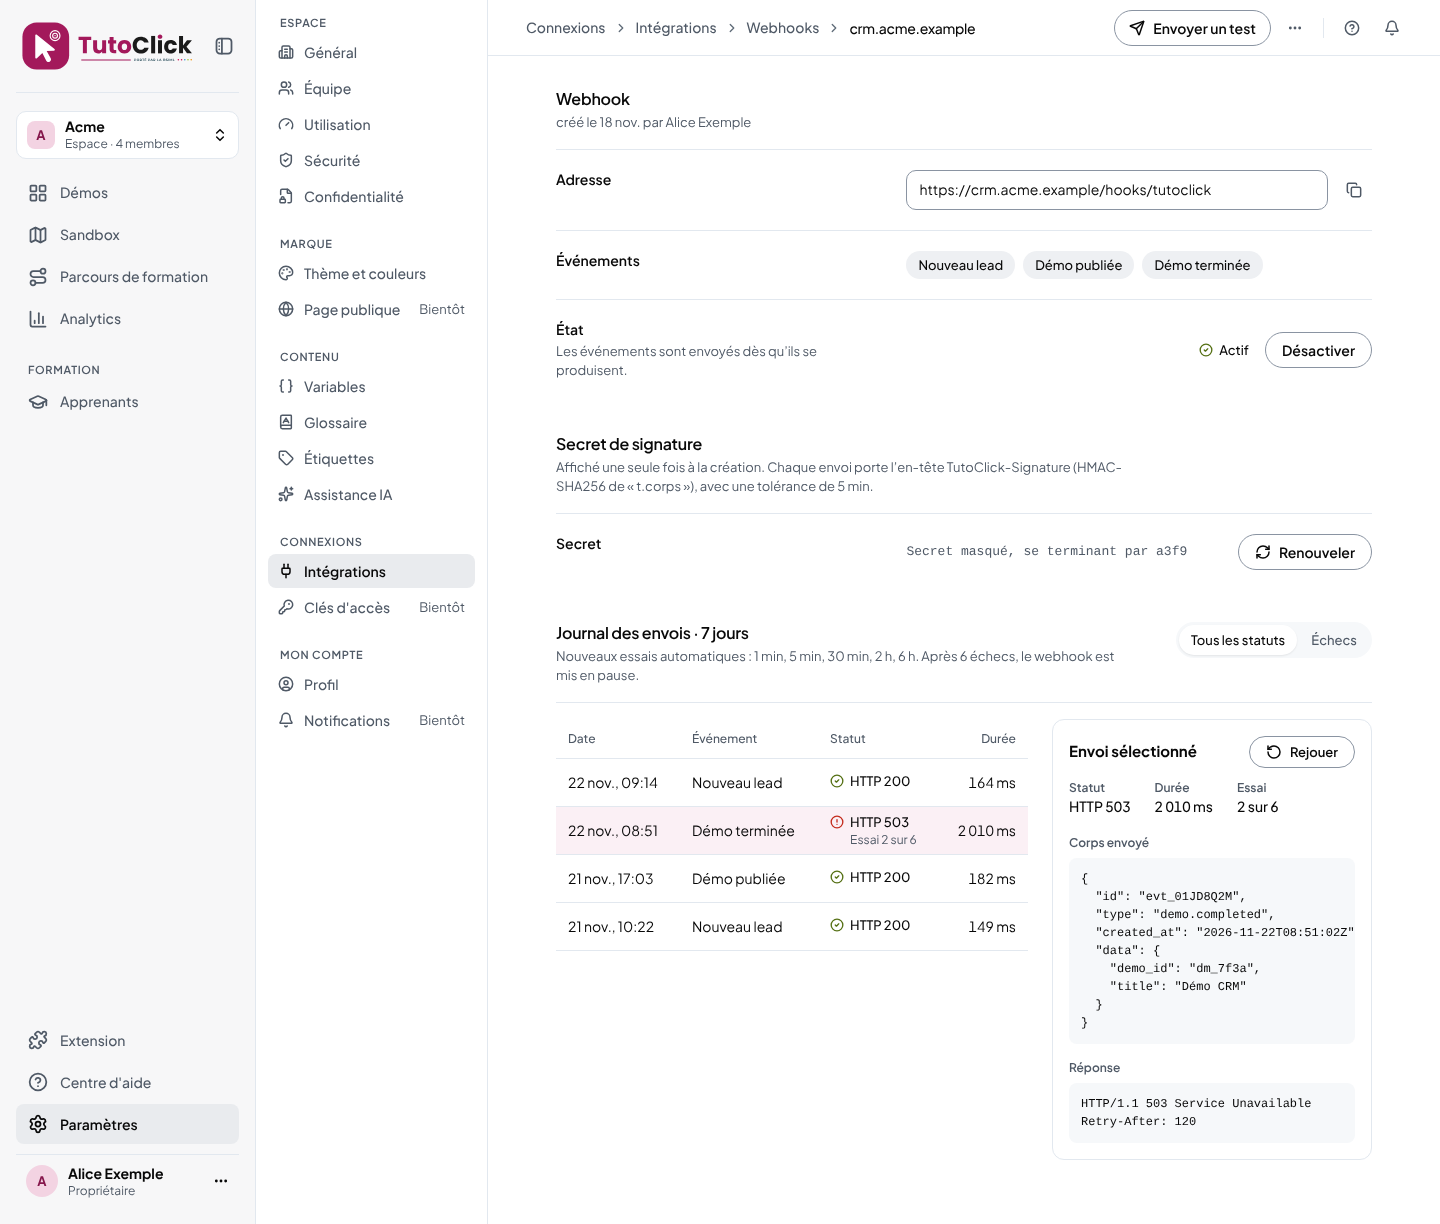 TutoClick
A
Acme
Espace · 4 membres
Démos
Sandbox
Parcours de formation
Analytics
FORMATION
Apprenants
Extension
Centre d'aide
Paramètres
A
Alice Exemple
Propriétaire
ESPACE
Général
Équipe
Utilisation
Sécurité
Confidentialité
MARQUE
Thème et couleurs
Page publique Bientôt
CONTENU
Variables
Glossaire
Étiquettes
Assistance IA
CONNEXIONS
Intégrations
Clés d'accès Bientôt
MON COMPTE
Profil
Notifications Bientôt
Connexions > Intégrations > Webhooks > crm.acme.example
Envoyer un test
Webhook
créé le 18 nov. par Alice Exemple
Adresse
https://crm.acme.example/hooks/tutoclick
Événements
Nouveau lead Démo publiée Démo terminée
État
Les événements sont envoyés dès qu'ils se
produisent.
Actif
Désactiver
Secret de signature
Affiché une seule fois à la création. Chaque envoi porte l'en-tête TutoClick-Signature (HMAC-
SHA256 de « t.corps »), avec une tolérance de 5 min.
Secret
Secret masqué, se terminant par a3f9
Renouveler
Journal des envois · 7 jours
Nouveaux essais automatiques : 1 min, 5 min, 30 min, 2 h, 6 h. Après 6 échecs, le webhook est
mis en pause.
Tous les statuts Échecs
Date Événement Statut Durée
22 nov., 09:14 Nouveau lead HTTP 200 164 ms
22 nov., 08:51 Démo terminée HTTP 503 2 010 ms
Essai 2 sur 6
21 nov., 17:03 Démo publiée HTTP 200 182 ms
21 nov., 10:22 Nouveau lead HTTP 200 149 ms
Envoi sélectionné
Rejouer
Statut Durée Essai
HTTP 503 2 010 ms 2 sur 6
Corps envoyé
{
"id": "evt_01JD8Q2M",
"type": "demo.completed",
"created_at": "2026-11-22T08:51:02Z"
"data": {
"demo_id": "dm_7f3a",
"title": "Démo CRM"
}
}
Réponse
HTTP/1.1 503 Service Unavailable
Retry-After: 120